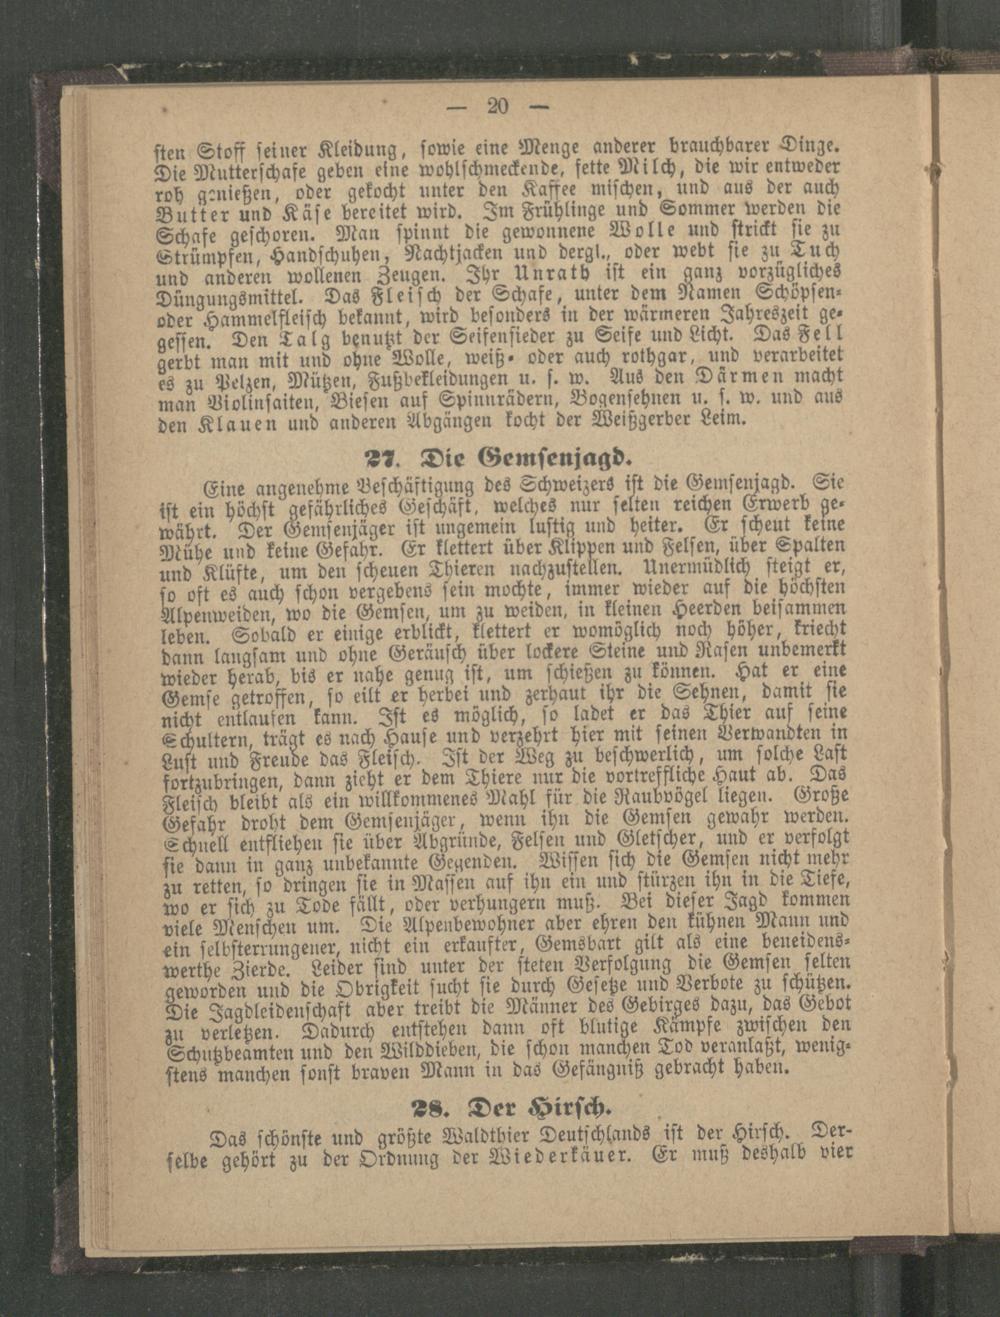 — 20 —
sten Stoff seiner Kleidung, sowie eine Menge anderer brauchbarer Dinge.
Die Mutterschafe geben eine wohlschmeckende, fette Milch, die wir entweder
roh genießen, oder gekocht unter den Kaffee mischen, und aus der auch
Butter und Käse bereitet wird. Im Frühlinge und Sommer werden die
Schafe geschoren. Man spinnt die gewonnene Wolle und strickt sie zu
Strümpfen, Handschuhen, Nachtjacken und dergl., oder webt sie zu Tuch
und anderen wollenen Zeugen. Ihr Unrath ist ein ganz vorzügliches
Düngungsmittel. Das Fleisch der Schafe, unter dem Namen Schöpsen-
oder Hammelfleisch bekannt, wird besonders in der wärmeren Jahreszeit ge-
gessen. Den Talg benutzt der Seifensieder zu Seife und Licht. Das Fell
gerbt man mit und ohne Wolle, weiß- oder auch rothgar, und verarbeitet
es zu Pelzen, Mützen, Fußbekleidungen u. s. w. Aus den Därmen macht
man Violinsaiten, Biesen auf Spinnrädern, Bogensehnen u. s. w. und aus
den Klauen und anderen Abgängen kocht der Weißgerber Leim.
27. Die Gemsenjagd.
Eine angenehme Beschäftigung des Schweizers ist die Gemsenjagd. Sie
ist ein höchst gefährliches Geschäft, welches nur selten reichen Erwerb ge-
währt. Der Gemsenjäger ist ungemein lustig und heiter. Er scheut keine
Mühe und keine Gefahr. Er klettert über Klippen und Felsen, über Spalten
und Klüfte, um den scheuen Thieren nachzustellen. Unermüdlich steigt er,
so oft es auch schon vergebens sein mochte, immer wieder auf die höchsten
Alpenweiden, wo die Gemsen, um zu weiden, in kleinen Heerden beisammen
leben. Sobald er einige erblickt, klettert er womöglich noch höher, kriecht
dann langsam und ohne Geräusch über lockere Steine und Rasen unbemerkt
wieder herab, bis er nahe genug ist, um schießen zu können. Hat er eine
Gemse getroffen, so eilt er herbei und zerhaut ihr die Sehnen, damit sie
nicht entlaufen kann. Ist es möglich, so ladet er das Thier auf seine
Schultern, trägt es nach Hause und verzehrt hier mit seinen Verwandten in
Lust und Freude das Fleisch. Ist der Weg zu beschwerlich, um solche Last
fortzubringen, dann zieht er dem Thiere nur die vortreffliche Haut ab. Das
Fleisch bleibt als ein willkommenes Mahl für die Raubvögel liegen. Große
Gefahr droht dem Gemsenjäger, wenn ihn die Gemsen gewahr werden.
Schnell entfliehen sie über Abgründe, Felsen und Gletscher, und er verfolgt
sie dann in ganz unbekannte Gegenden. Wissen sich die Gemsen nicht mehr
zu retten, so dringen sie in Massen auf ihn ein und stürzen ihn in die Tiefe,
wo er sich zu Tode fällt, oder verhungern muß. Bei dieser Jagd kommen
viele Menschen um. Die Alpenbewohner aber ehren den kühnen Mann und
ein selbsterrungener, nicht ein erkaufter, Gemsbart gilt als eine beneidens-
werthe Zierde. Leider sind unter der steten Verfolgung die Gemsen selten
geworden und die Obrigkeit sucht sie durch Gesetze und Verbote zu schützen.
Die Jagdleidenschaft aber treibt die Männer des Gebirges dazu, das Gebot
zu verletzen. Dadurch entstehen dann oft blutige Kämpfe zwischen den
Schutzbeamten und den Wilddieben, die schon manchen Tod veranlaßt, wenig-
stens manchen sonst braven Mann in das Gefängniß gebracht haben.
28. Der Hirsch.
Das schönste und größte Waldthier Deutschlands ist der Hirsch. Der-
selbe gehört zu der Ordnung der Wiederkäuer. Er muß deshalb vier